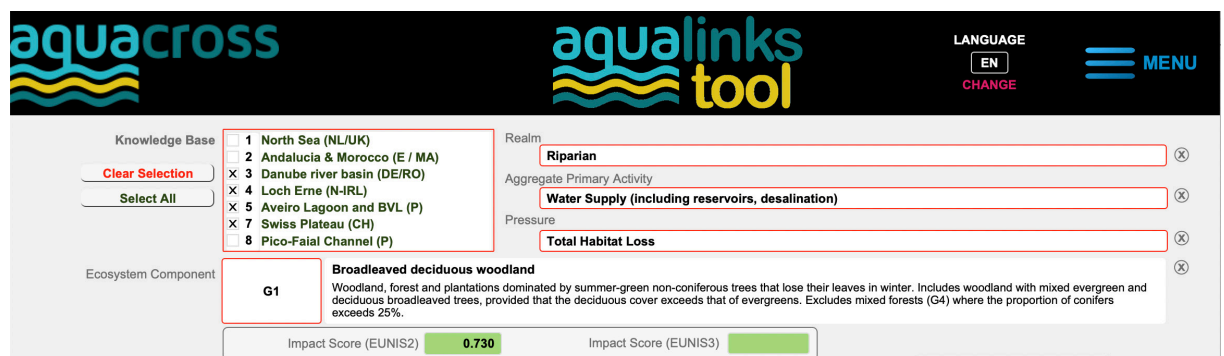 aquacross
aqualinks
tool
LANGUAGE
EN
CHANGE
MENU
Knowledge Base
Clear Selection
Select All
1 North Sea (NL/UK)
2 Andalucia & Morocco (E / MA)
X 3 Danube river basin (DE/RO)
X 4 Loch Erne (N-IRL)
X 5 Aveiro Lagoon and BVL (P)
X 7 Swiss Plateau (CH)
8 Pico-Faial Channel (P)
Realm
Riparian X
Aggregate Primary Activity
Water Supply (including reservoirs, desalination) X
Pressure
Total Habitat Loss X
Ecosystem Component
G1
Broadleaved deciduous woodland X
Woodland, forest and plantations dominated by summer-green non-coniferous trees that lose their leaves in winter. Includes woodland with mixed evergreen and
deciduous broadleaved trees, provided that the deciduous cover exceeds that of evergreens. Excludes mixed forests (G4) where the proportion of conifers
exceeds 25%.
Impact Score (EUNIS2) 0.730 Impact Score (EUNIS3)